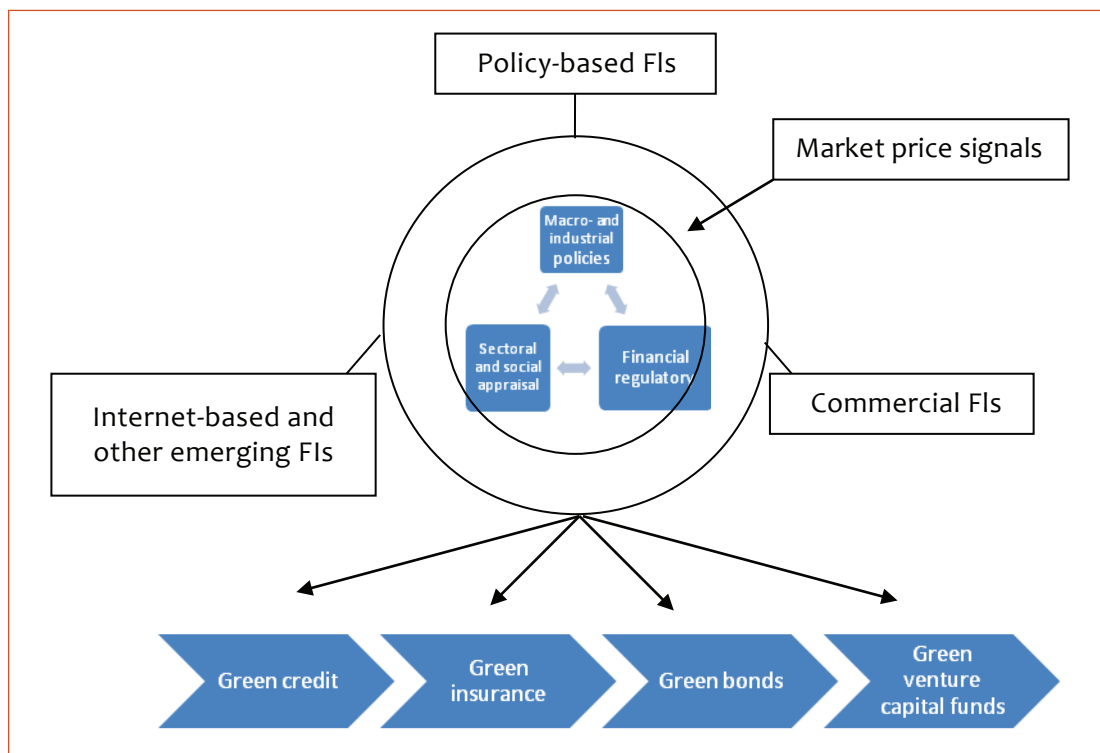 Policy-based FIs
Market price signals
Macro- and
industrial
policies
Sectoral
and social
appraisal
Financial
regulatory
Internet-based and
other emerging FIs
Commercial FIs
Green credit
Green
insurance
Green bonds
Green
venture
capital funds